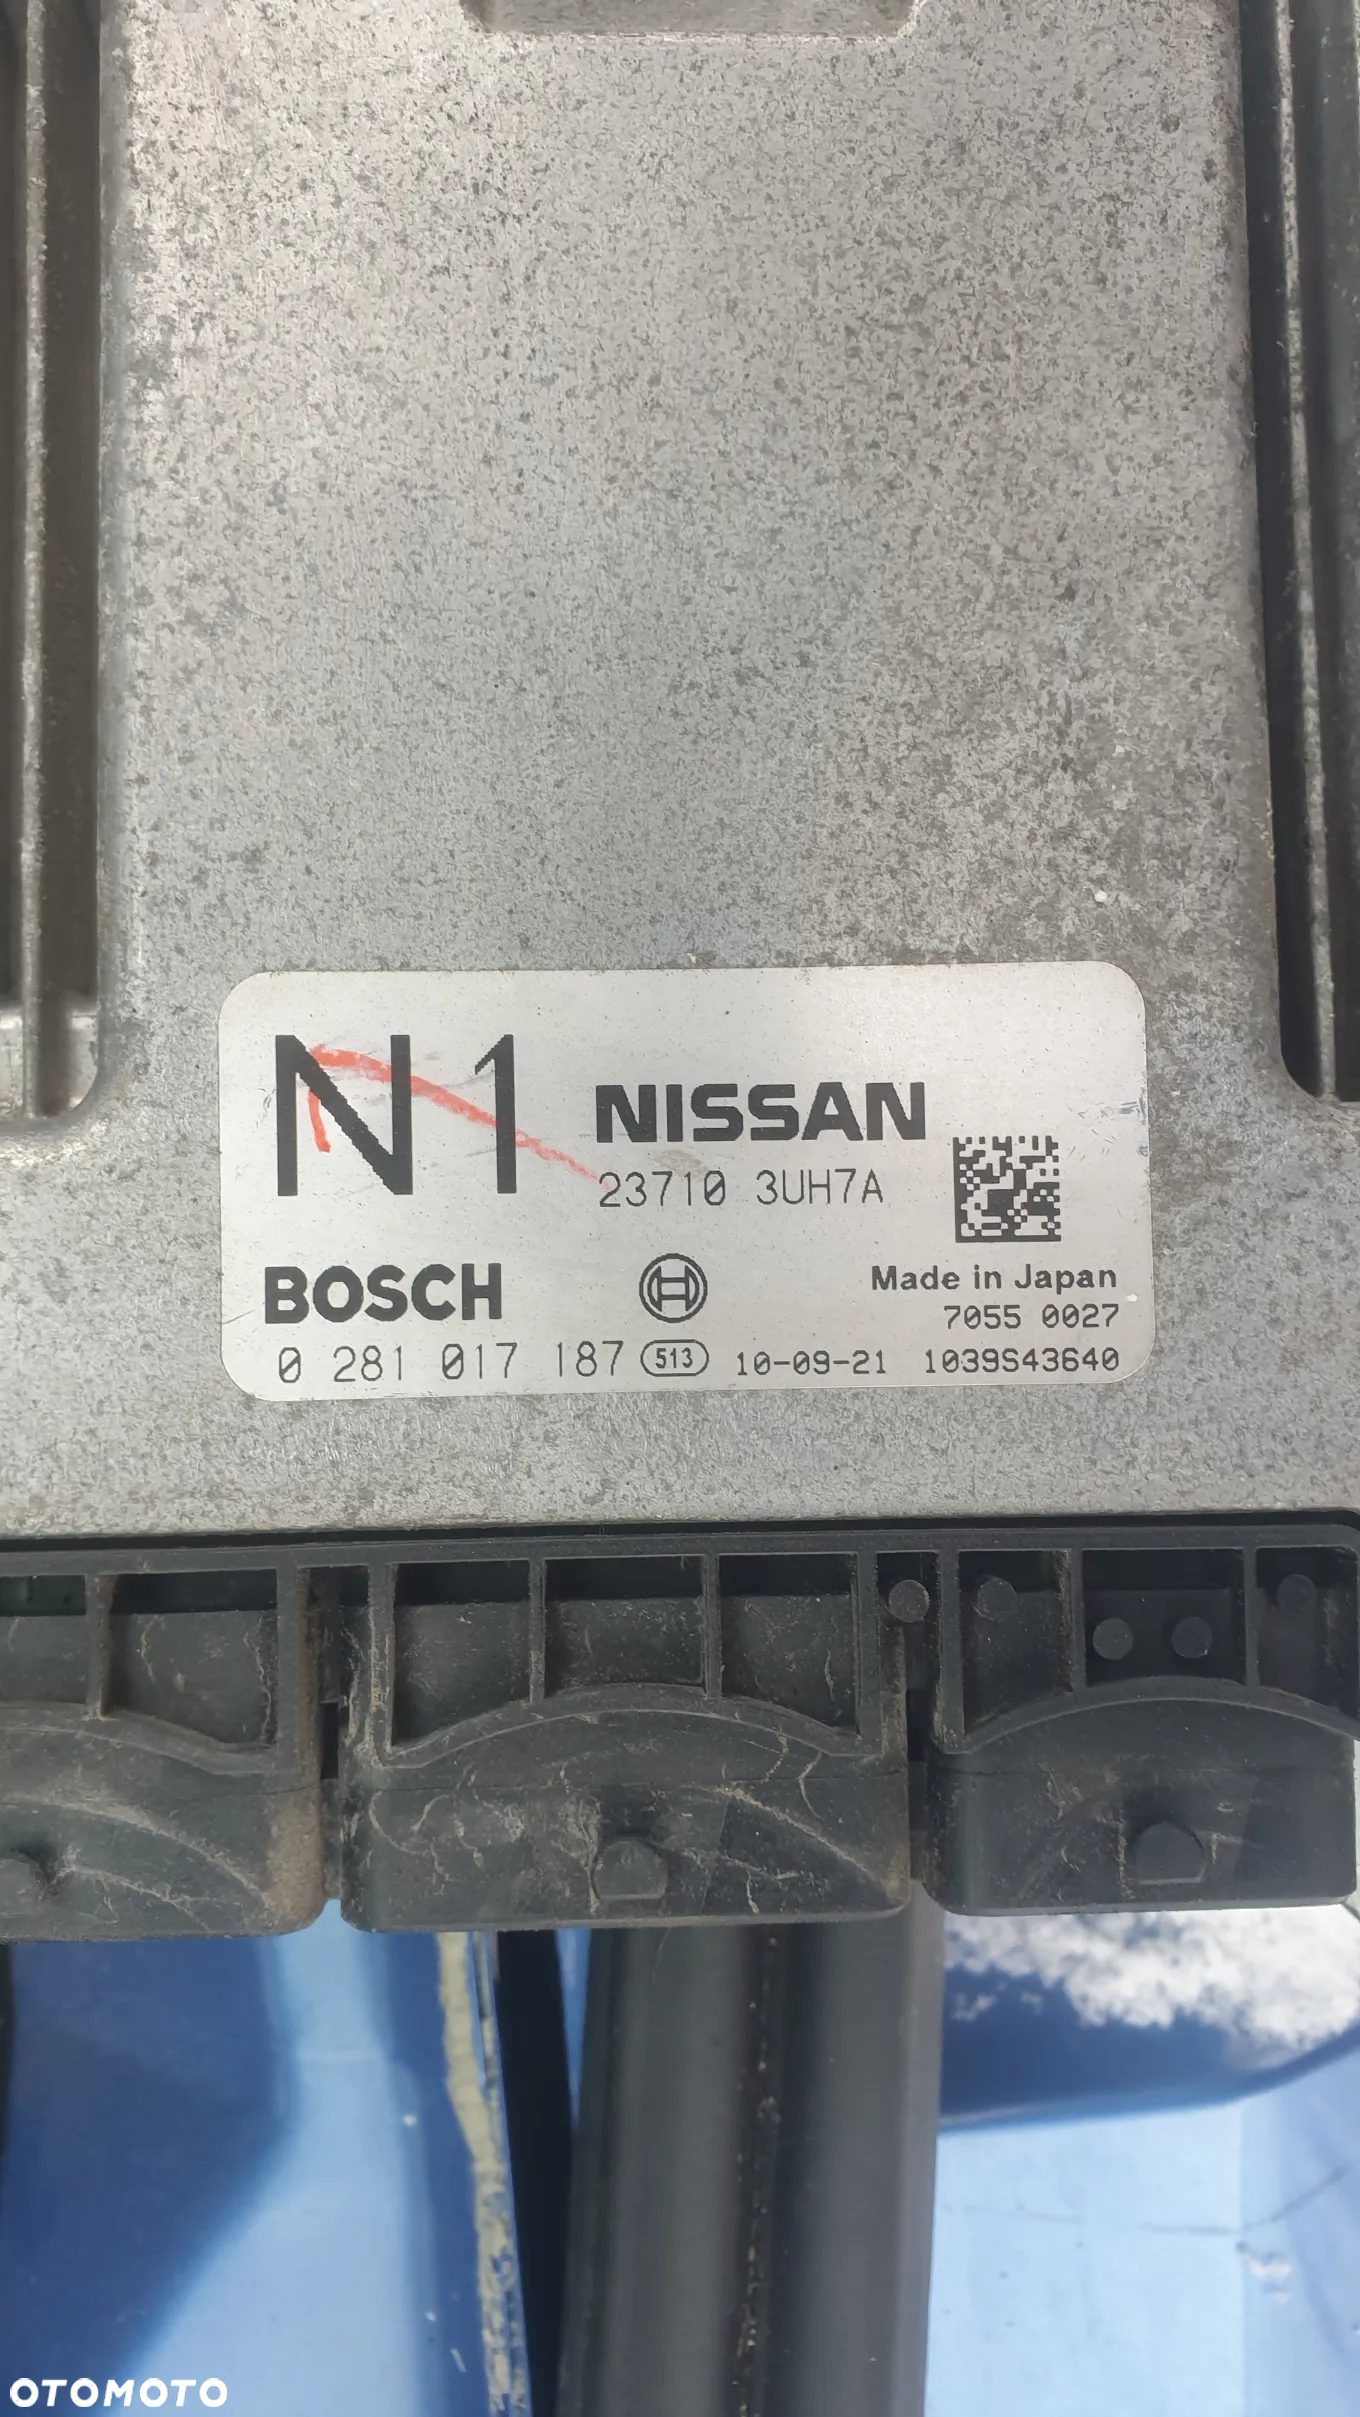 N1
NISSAN
23710 3UH7A
BOSCH
Made in Japan
7055 0027
0 281 017 187 513 10-09-21 1039S43640
OTOMOTO